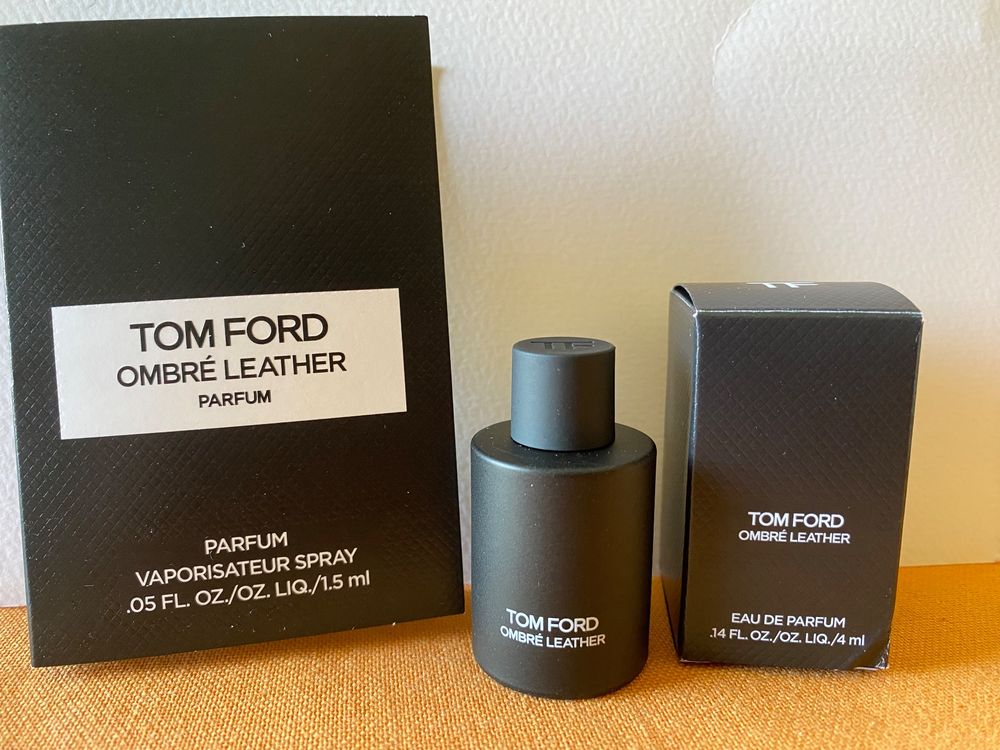 TOM FORD
OMBRÉ LEATHER
PARFUM
PARFUM
VAPORISATEUR SPRAY
.05 FL. OZ./OZ. LIQ./1.5 ml
TF
TOM FORD
OMBRÉ LEATHER
TF
TOM FORD
OMBRÉ LEATHER
EAU DE PARFUM
.14 FL. OZ./OZ. LIQ./4 ml